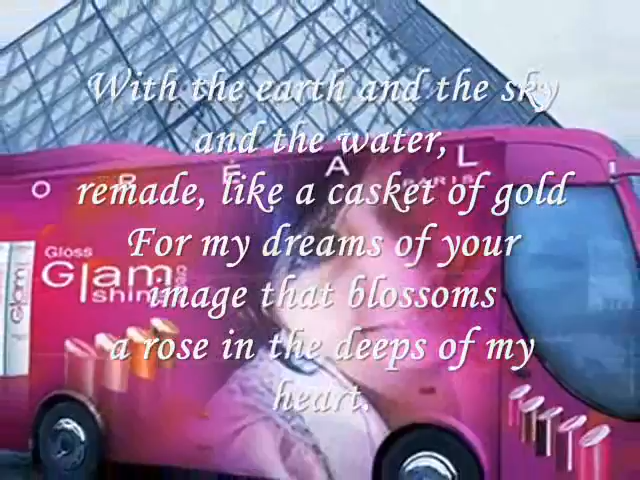 With the earth and the sky
and the water,
ORÉAL
PARIS
remade, like a casket of gold
For my dreams of your
Gloss
Glam
shine
image that blossoms
a rose in the deeps of my
heart.